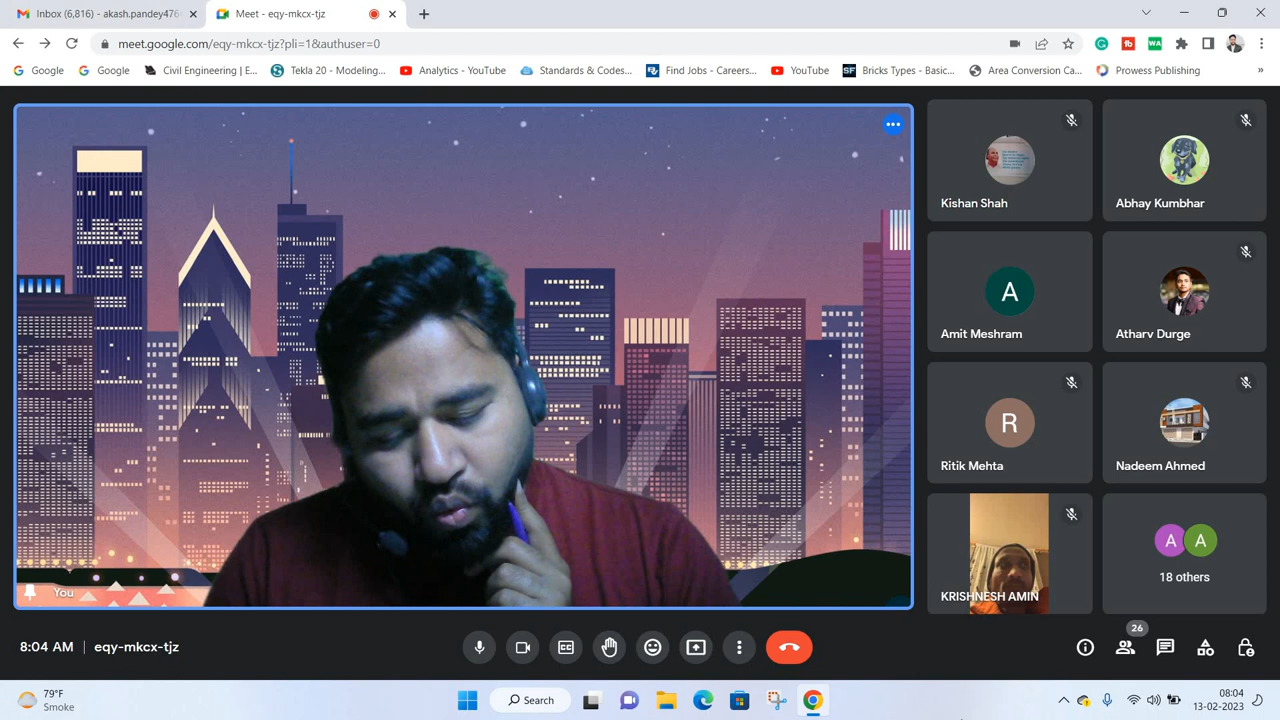 Inbox (6,816) - akash.pandey476
Meet - eqy-mkcx-tjz
meet.google.com/eqy-mkcx-tjz?pli=1&authuser=0
Google
Google
Civil Engineering | E...
Tekla 20 - Modeling...
Analytics - YouTube
Standards & Codes...
Find Jobs - Careers...
YouTube
Bricks Types - Basic...
Area Conversion Ca...
Prowess Publishing
»
Kishan Shah
Abhay Kumbhar
A
Amit Meshram
Atharv Durge
R
Ritik Mehta
Nadeem Ahmed
KRISHNESH AMIN
A A
18 others
You
8:04 AM | eqy-mkcx-tjz
26
79°F
Smoke
Search
08:04
13-02-2023